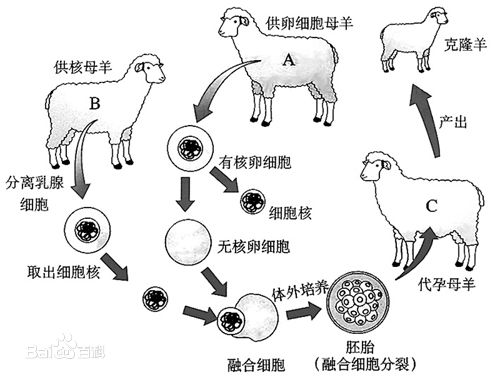 供卵细胞母羊
A
克隆羊
供核母羊
B
产出
有核卵细胞
分离乳腺
细胞
细胞核
C
无核卵细胞
取出细胞核
体外培养
代孕母羊
融合细胞
胚胎
(融合细胞分裂)
Bai百科